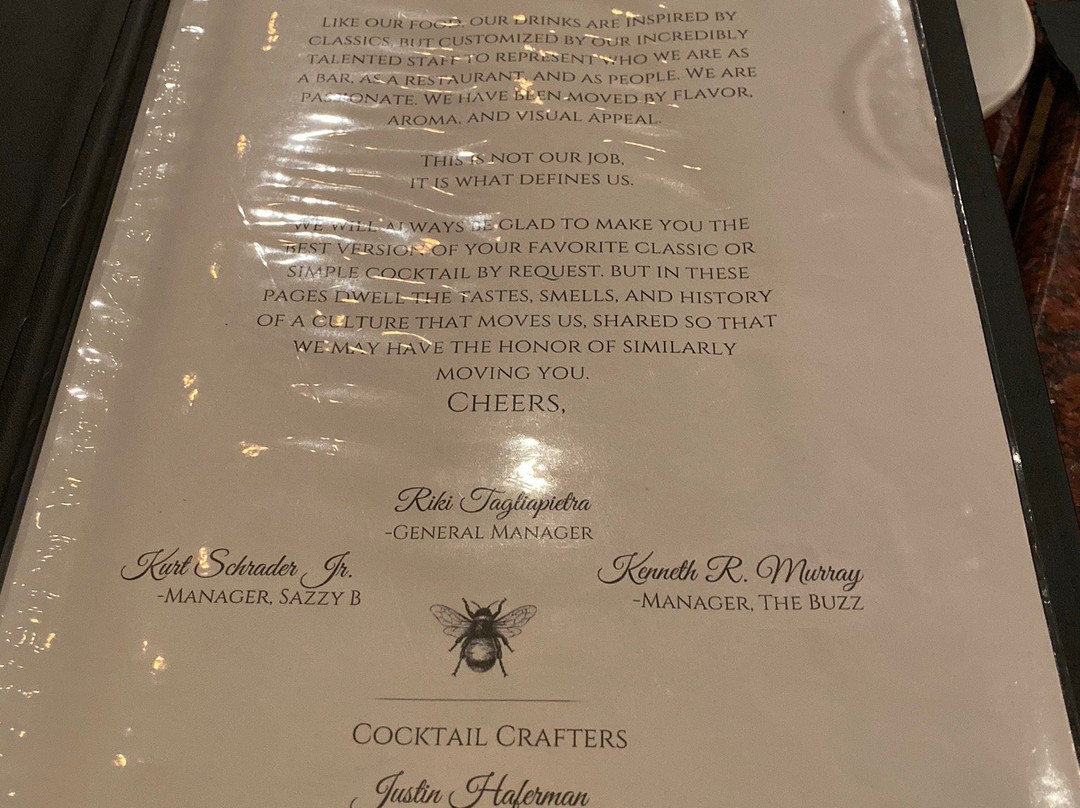 LIKE OUR FOOD, OUR DRINKS ARE INSPIRED BY
CLASSICS, BUT CUSTOMIZED BY OUR INCREDIBLY
TALENTED STAFF TO REPRESENT WHO WE ARE AS
A BAR, AS A RESTAURANT, AND AS PEOPLE. WE ARE
PASSIONATE. WE HAVE BEEN MOVED BY FLAVOR,
AROMA, AND VISUAL APPEAL.
THIS IS NOT OUR JOB,
IT IS WHAT DEFINES US.
WE WILL ALWAYS BE GLAD TO MAKE YOU THE
BEST VERSION OF YOUR FAVORITE CLASSIC OR
SIMPLE COCKTAIL BY REQUEST. BUT IN THESE
PAGES DWELL THE TASTES, SMELLS, AND HISTORY
OF A CULTURE THAT MOVES US, SHARED SO THAT
WE MAY HAVE THE HONOR OF SIMILARLY
MOVING YOU.
CHEERS,
Riki Tagliapietra
-GENERAL MANAGER
Kurt Schrader Jr.
-MANAGER, SAZZY B
Kenneth R. Murray
-MANAGER, THE BUZZ
COCKTAIL CRAFTERS
Justin Haferman